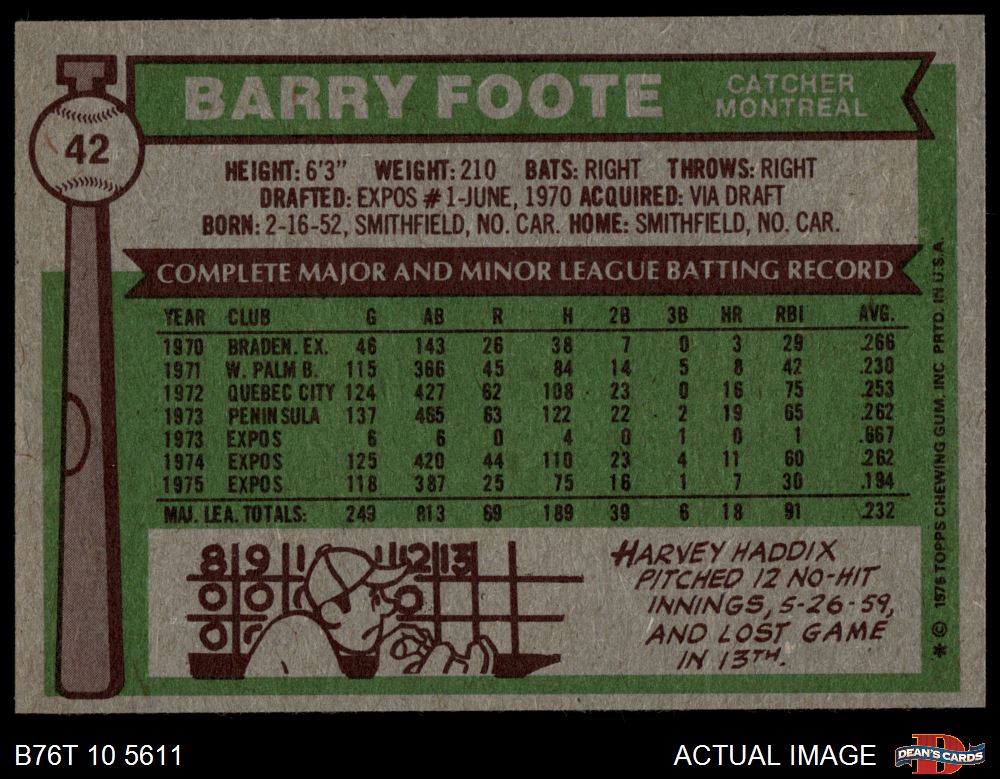 BARRY FOOTE
CATCHER
MONTREAL
42
HEIGHT: 6'3" WEIGHT: 210 BATS: RIGHT THROWS: RIGHT
DRAFTED: EXPOS #1-JUNE, 1970 ACQUIRED: VIA DRAFT
BORN: 2-16-52, SMITHFIELD, NO. CAR. HOME: SMITHFIELD, NO. CAR.
COMPLETE MAJOR AND MINOR LEAGUE BATTING RECORD
YEAR CLUB G AB R H 2B 3B HR RBI AVG.
1970 BRADEN. EX. 46 143 26 38 7 0 3 29 .266
1971 W. PALM B. 115 366 45 84 14 5 8 42 .230
1972 QUEBEC CITY 124 427 62 108 23 0 16 75 .253
1973 PENINSULA 137 465 63 122 22 2 19 65 .262
1973 EXPOS 6 6 0 4 0 1 0 1 .667
1974 EXPOS 125 420 44 110 23 4 11 60 .262
1975 EXPOS 118 387 25 75 16 1 7 30 .194
MAJ. LEA. TOTALS: 249 813 69 189 39 6 18 91 .232
8 9 1 12 13
0 0 0
0 0
HARVEY HADDIX
PITCHED 12 NO-HIT
INNINGS, 5-26-59,
AND LOST GAME
IN 13TH.
* © 1976 TOPPS CHEWING GUM, INC PRTD. IN U.S.A.
B76T 10 5611
ACTUAL IMAGE
DEAN'S CARDS